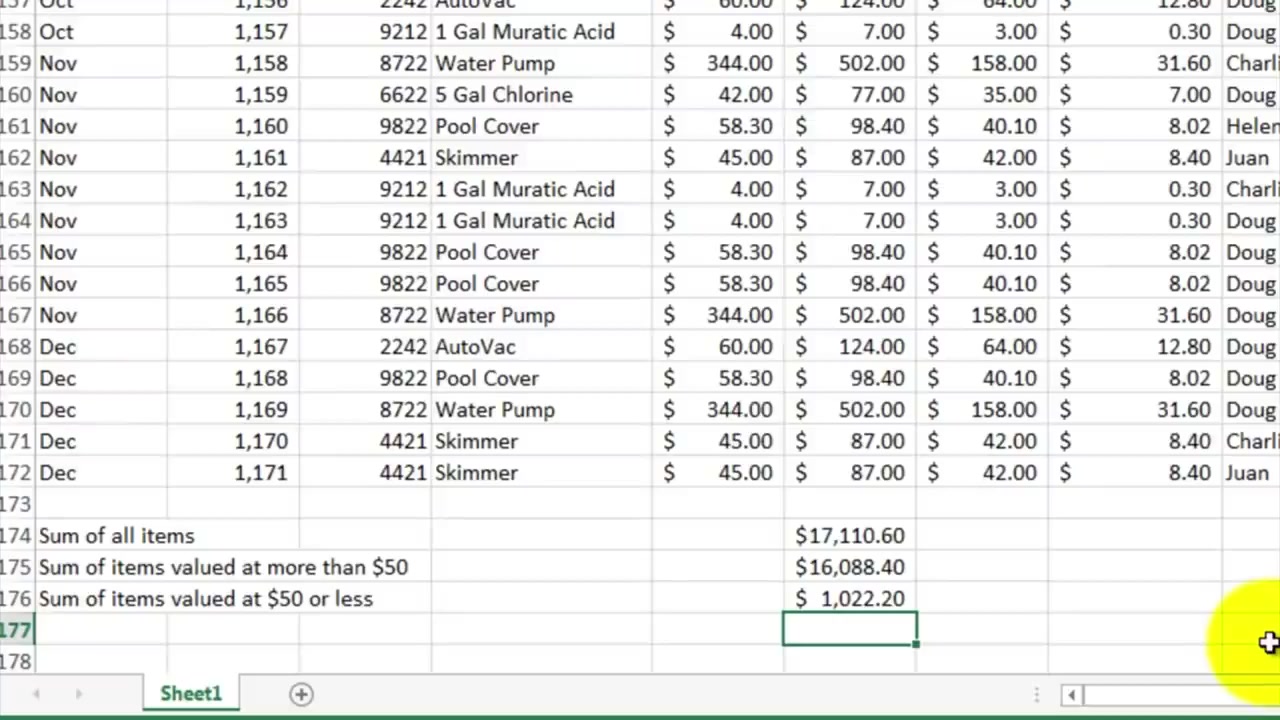 157 Oct 1,156 2242 AutoVac $ 60.00 $ 124.00 $ 64.00 $ 12.80 Doug
158 Oct 1,157 9212 1 Gal Muratic Acid $ 4.00 $ 7.00 $ 3.00 $ 0.30 Doug
159 Nov 1,158 8722 Water Pump $ 344.00 $ 502.00 $ 158.00 $ 31.60 Charli
160 Nov 1,159 6622 5 Gal Chlorine $ 42.00 $ 77.00 $ 35.00 $ 7.00 Doug
161 Nov 1,160 9822 Pool Cover $ 58.30 $ 98.40 $ 40.10 $ 8.02 Helen
162 Nov 1,161 4421 Skimmer $ 45.00 $ 87.00 $ 42.00 $ 8.40 Juan
163 Nov 1,162 9212 1 Gal Muratic Acid $ 4.00 $ 7.00 $ 3.00 $ 0.30 Charli
164 Nov 1,163 9212 1 Gal Muratic Acid $ 4.00 $ 7.00 $ 3.00 $ 0.30 Doug
165 Nov 1,164 9822 Pool Cover $ 58.30 $ 98.40 $ 40.10 $ 8.02 Doug
166 Nov 1,165 9822 Pool Cover $ 58.30 $ 98.40 $ 40.10 $ 8.02 Doug
167 Nov 1,166 8722 Water Pump $ 344.00 $ 502.00 $ 158.00 $ 31.60 Doug
168 Dec 1,167 2242 AutoVac $ 60.00 $ 124.00 $ 64.00 $ 12.80 Doug
169 Dec 1,168 9822 Pool Cover $ 58.30 $ 98.40 $ 40.10 $ 8.02 Doug
170 Dec 1,169 8722 Water Pump $ 344.00 $ 502.00 $ 158.00 $ 31.60 Doug
171 Dec 1,170 4421 Skimmer $ 45.00 $ 87.00 $ 42.00 $ 8.40 Charli
172 Dec 1,171 4421 Skimmer $ 45.00 $ 87.00 $ 42.00 $ 8.40 Juan
173
174 Sum of all items $17,110.60
175 Sum of items valued at more than $50 $16,088.40
176 Sum of items valued at $50 or less $ 1,022.20
177
178
Sheet1